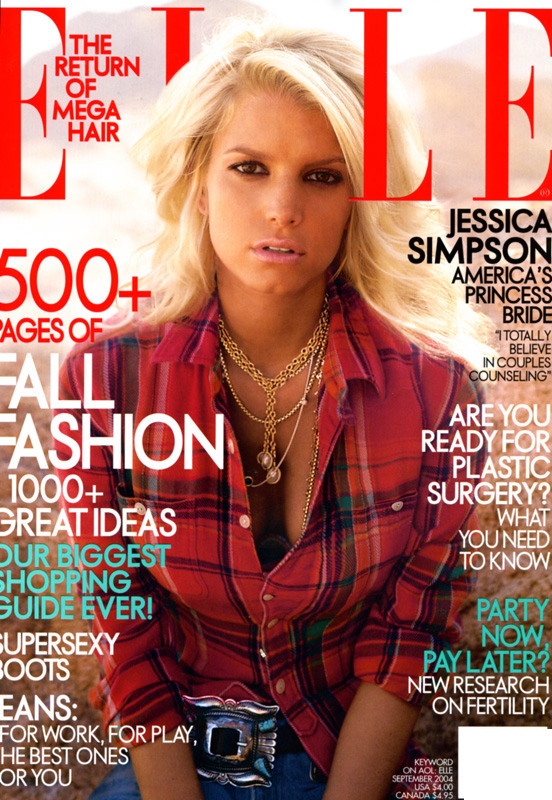 ELLE
THE
RETURN
OF
MEGA
HAIR
500+
PAGES OF
FALL
FASHION
1000+
GREAT IDEAS
OUR BIGGEST
SHOPPING
GUIDE EVER!
SUPERSEXY
BOOTS
EANS:
FOR WORK, FOR PLAY,
HE BEST ONES
OR YOU
JESSICA
SIMPSON
AMERICA'S
PRINCESS
BRIDE
"I TOTALLY
BELIEVE
IN COUPLES
COUNSELING"
ARE YOU
READY FOR
PLASTIC
SURGERY?
WHAT
YOU NEED
TO KNOW
PARTY
NOW,
PAY LATER?
NEW RESEARCH
ON FERTILITY
KEYWORD
ON AOL: ELLE
SEPTEMBER 2004
USA $4.00
CANADA $4.95